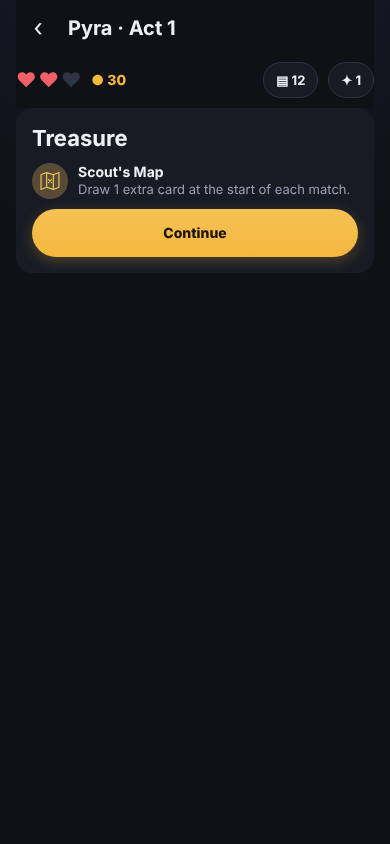 ‹ Pyra · Act 1
30
12
1
Treasure
Scout's Map
Draw 1 extra card at the start of each match.
Continue